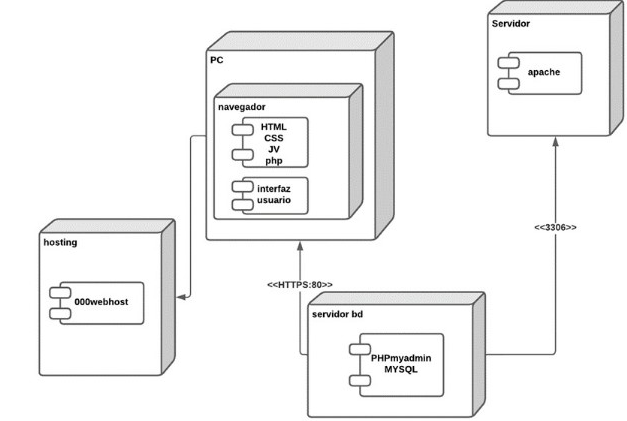 Servidor
apache
PC
navegador
HTML
CSS
JV
php
interfaz
usuario
<<3306>>
hosting
000webhost
<<HTTPS:80>>
servidor bd
PHPmyadmin
MYSQL